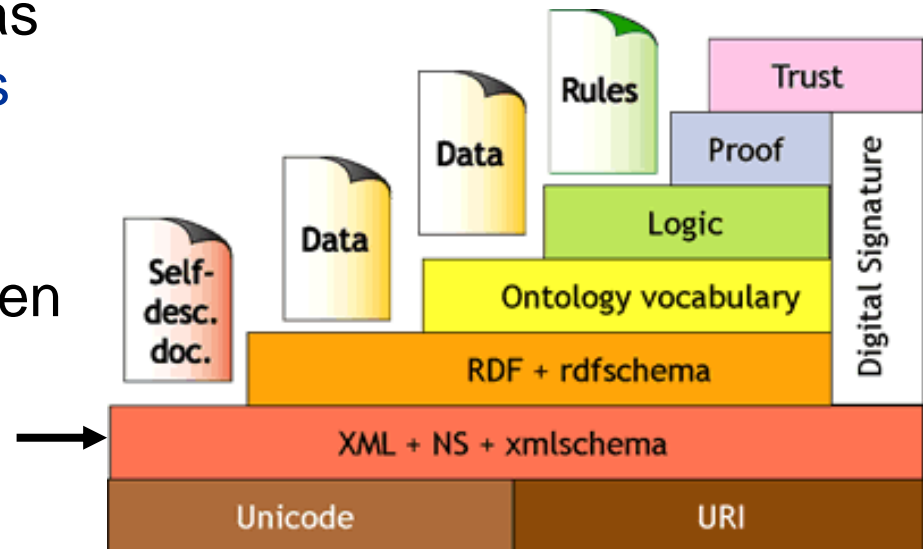 as
s
en
Rules
Trust
Data
Proof
Data
Logic
Self-
desc.
doc.
Ontology vocabulary
Digital Signature
RDF + rdfschema
XML + NS + xmlschema
Unicode
URI